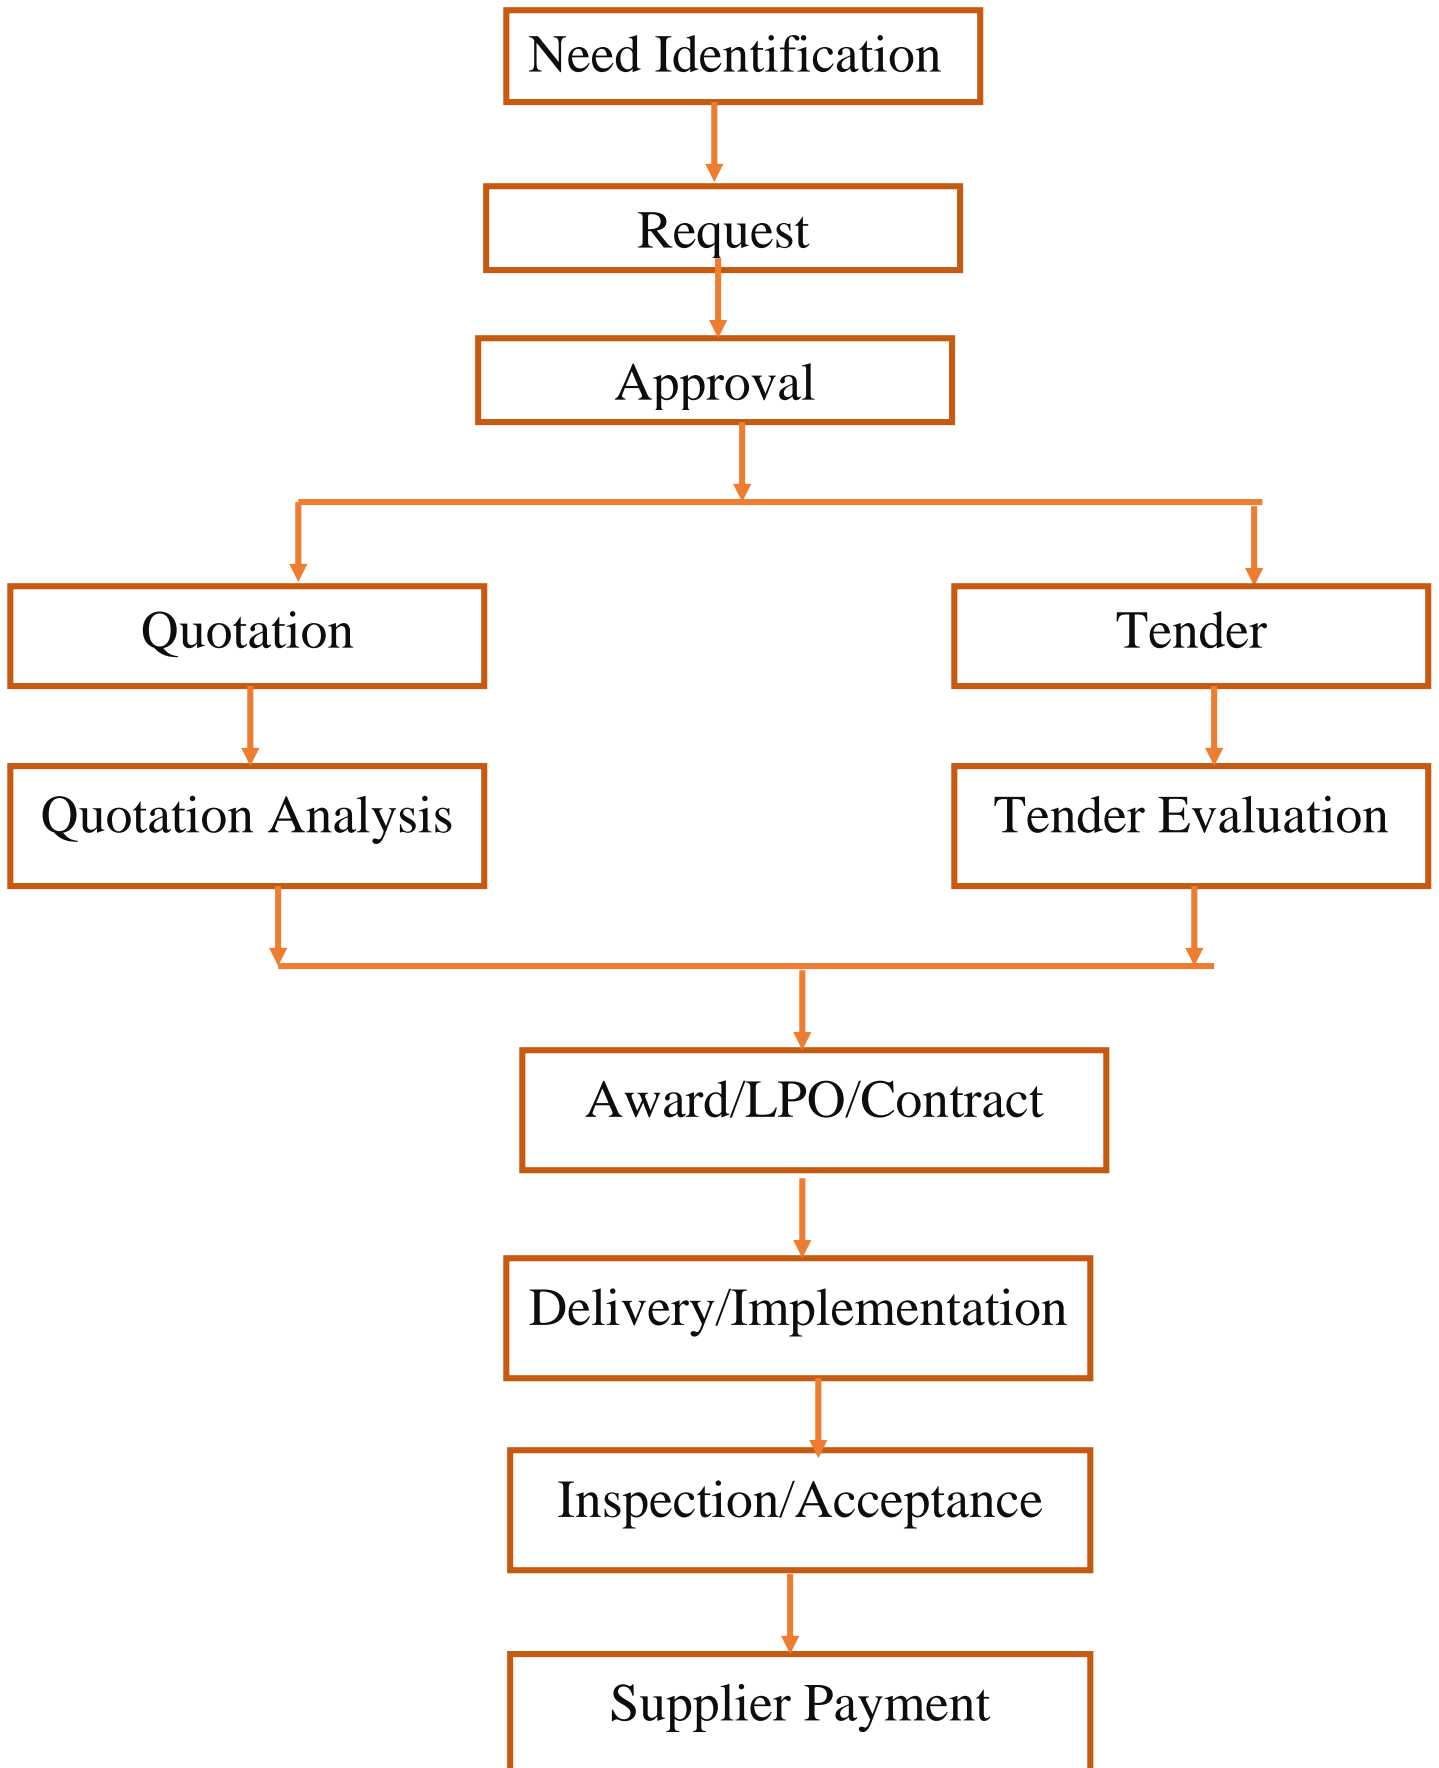 Need Identification
Request
Approval
Quotation
Tender
Quotation Analysis
Tender Evaluation
Award/LPO/Contract
Delivery/Implementation
Inspection/Acceptance
Supplier Payment